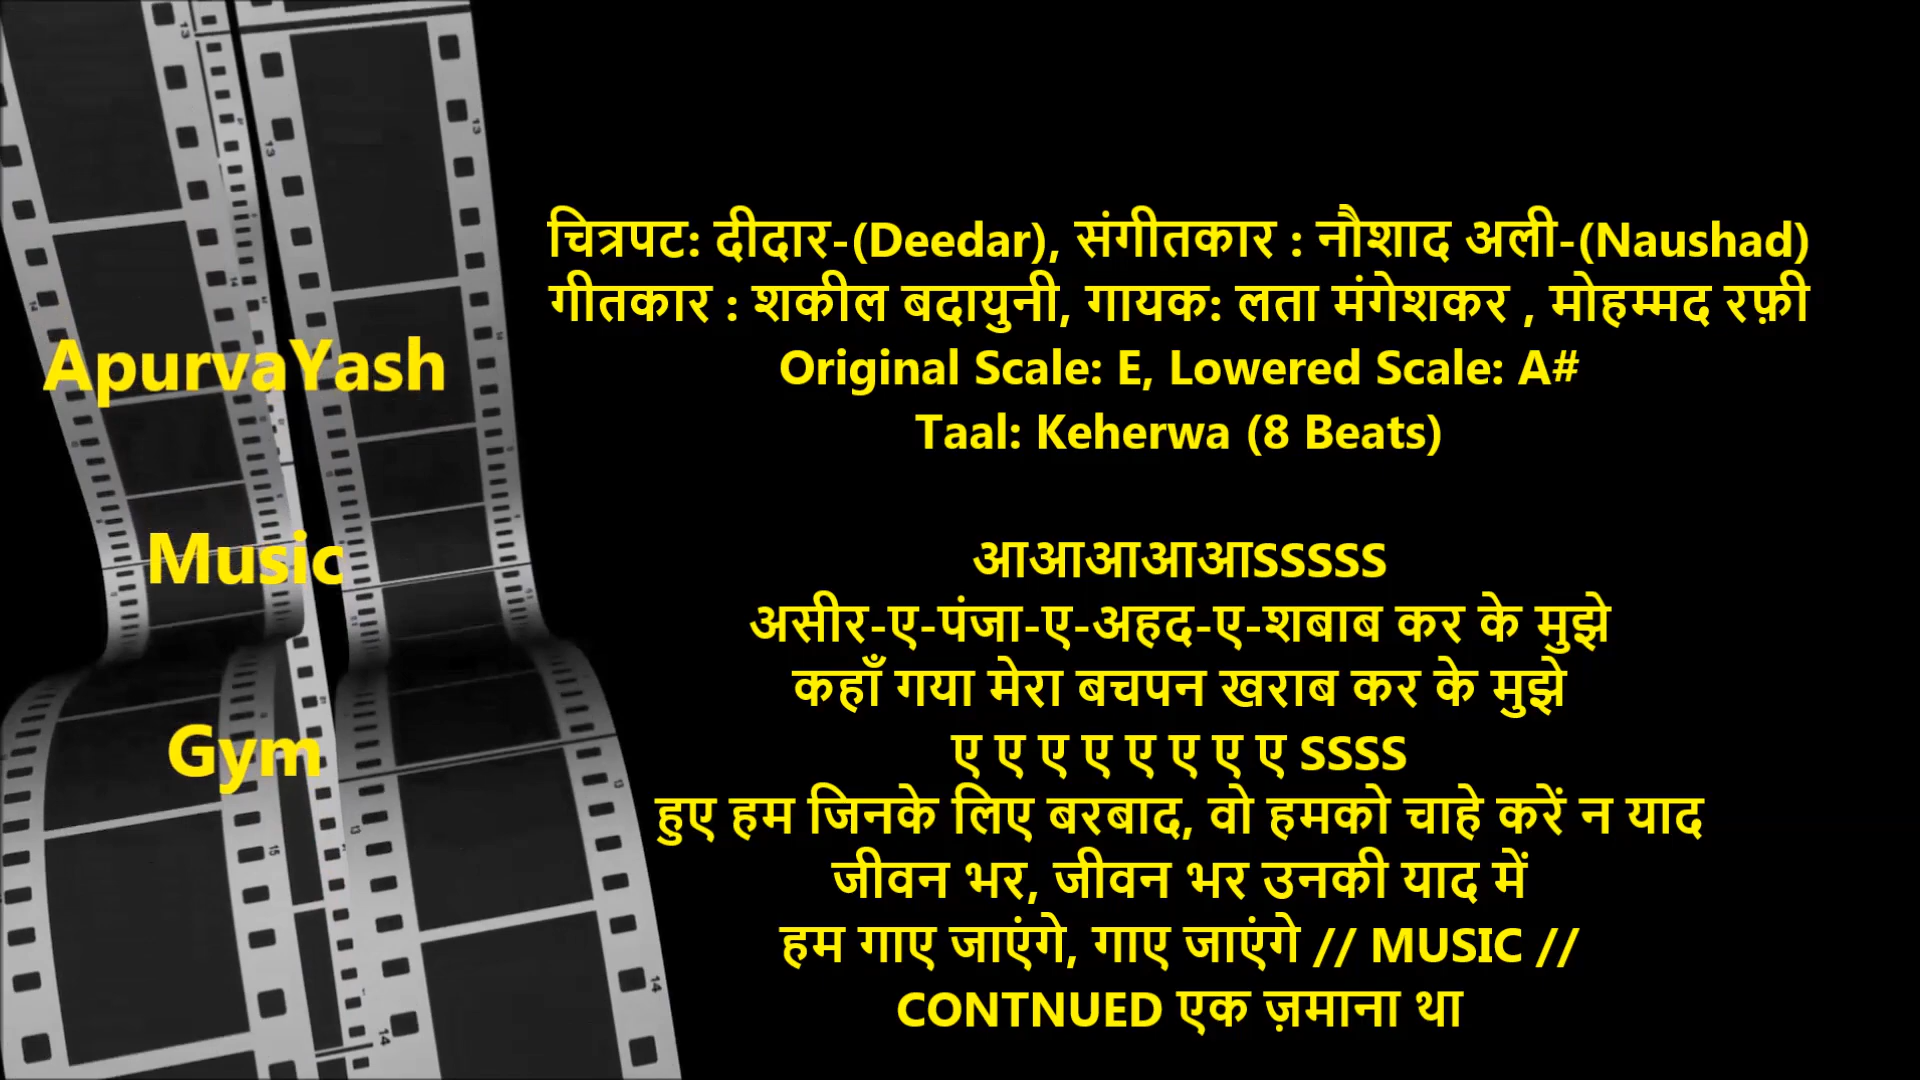 ApurvaYash
Music
Gym
चित्रपट: दीदार-(Deedar), संगीतकार : नौशाद अली-(Naushad)
गीतकार : शकील बदायुनी, गायक: लता मंगेशकर , मोहम्मद रफ़ी
Original Scale: E, Lowered Scale: A#
Taal: Keherwa (8 Beats)
आआआआआSSSSS
असीर-ए-पंजा-ए-अहद-ए-शबाब कर के मुझे
कहाँ गया मेरा बचपन खराब कर के मुझे
ए ए ए ए ए ए ए ए SSSS
हुए हम जिनके लिए बरबाद, वो हमको चाहे करें न याद
जीवन भर, जीवन भर उनकी याद में
हम गाए जाएंगे, गाए जाएंगे // MUSIC //
CONTNUED एक ज़माना था